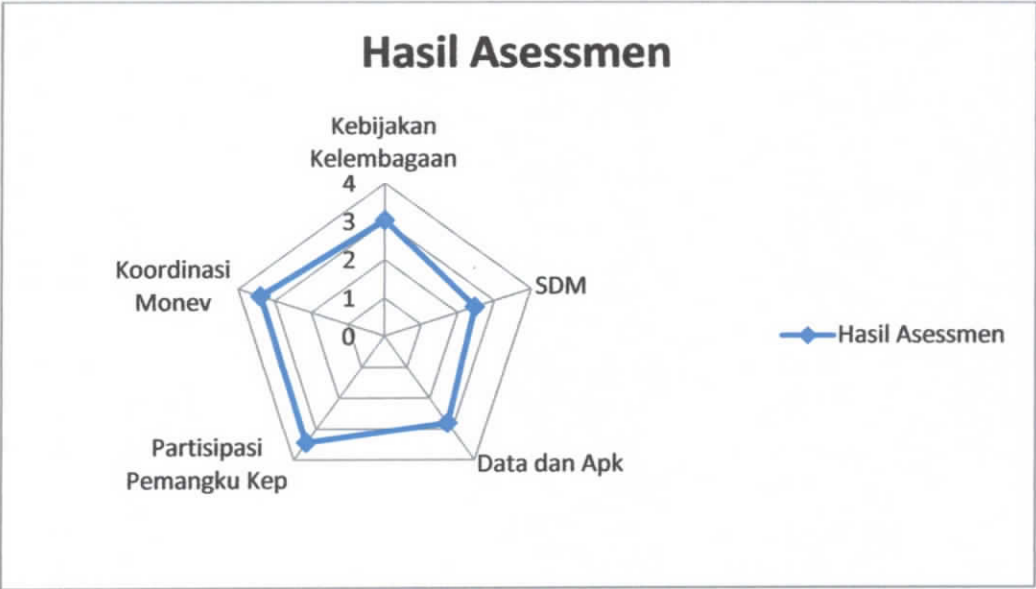 Hasil Asessmen
Kebijakan
Kelembagaan
4
3
2
1
0
SDM
Data dan Apk
Partisipasi
Pemangku Kep
Koordinasi
Monev
Hasil Asessmen